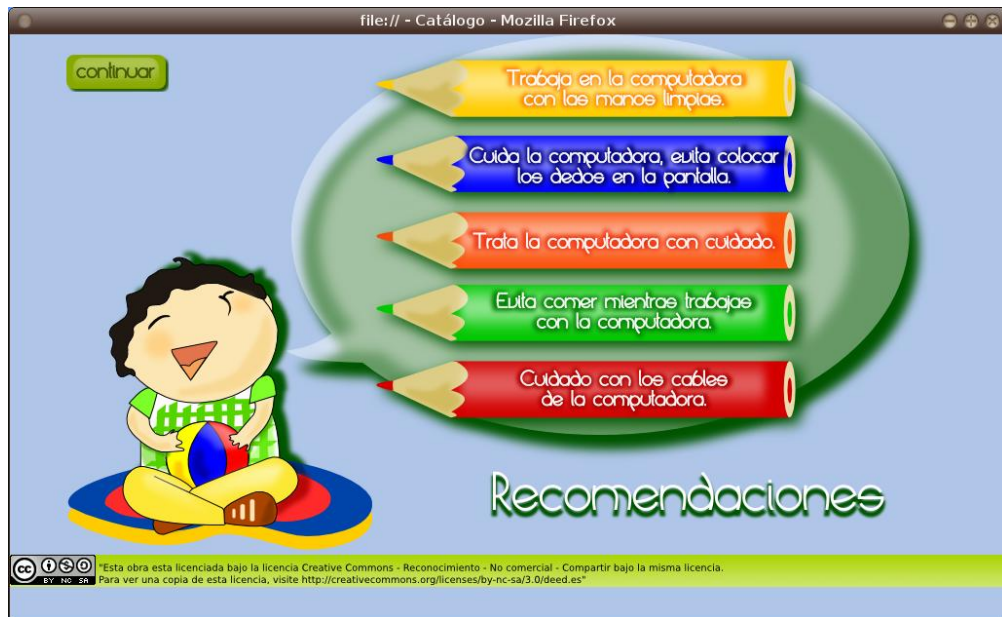 file:// - Catálogo - Mozilla Firefox
continuar
Trabaja en la computadora
con las manos limpias.
Cuida la computadora, evita colocar
los dedos en la pantalla.
Trata la computadora con cuidado.
Evita comer mientras trabajas
con la computadora.
Cuidado con los cables
de la computadora.
Recomendaciones
cc BY NC SA
"Esta obra esta licenciada bajo la licencia Creative Commons - Reconocimiento - No comercial - Compartir bajo la misma licencia.
Para ver una copia de esta licencia, visite http://creativecommons.org/licenses/by-nc-sa/3.0/deed.es"